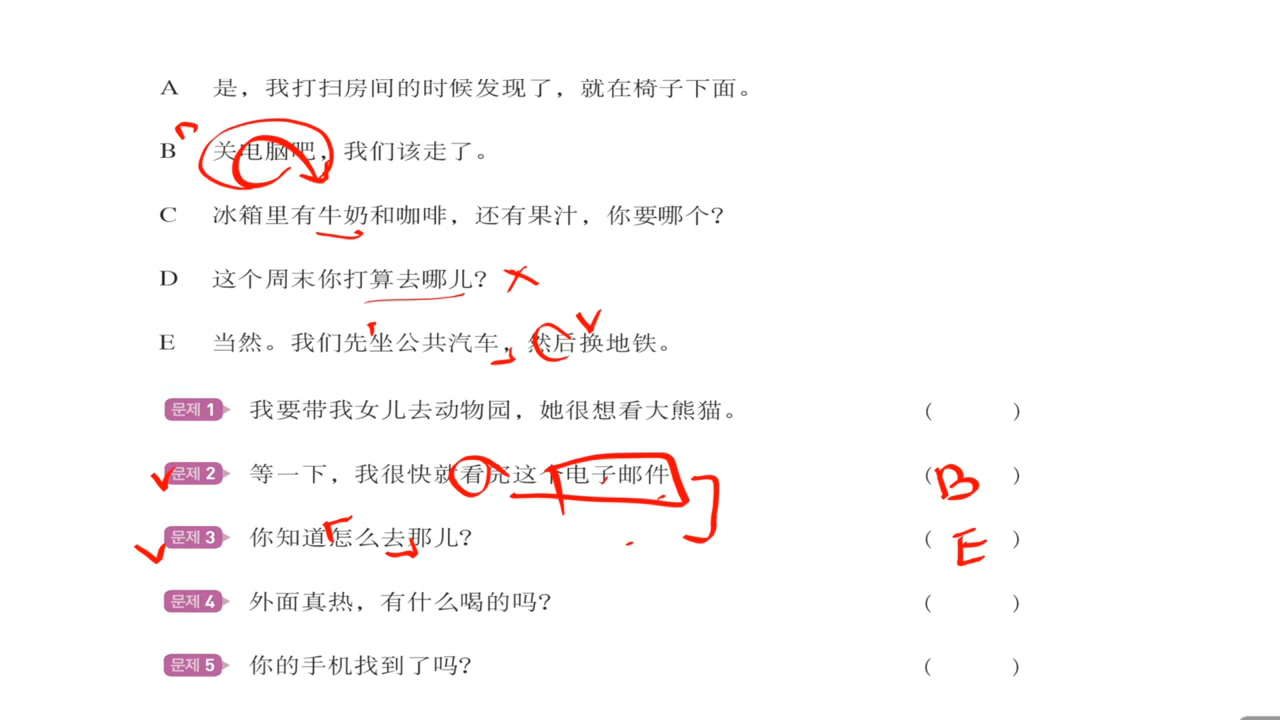 A 是，我打扫房间的时候发现了，就在椅子下面。
B 关电脑吧，我们该走了。
C 冰箱里有牛奶和咖啡，还有果汁，你要哪个？
D 这个周末你打算去哪儿？
E 当然。我们先坐公共汽车，然后换地铁。
문제 1 我要带我女儿去动物园，她很想看大熊猫。 ( )
문제 2 等一下，我很快就看完这个电子邮件 ( B )
문제 3 你知道怎么去那儿？ ( E )
문제 4 外面真热，有什么喝的吗？ ( )
문제 5 你的手机找到了吗？ ( )